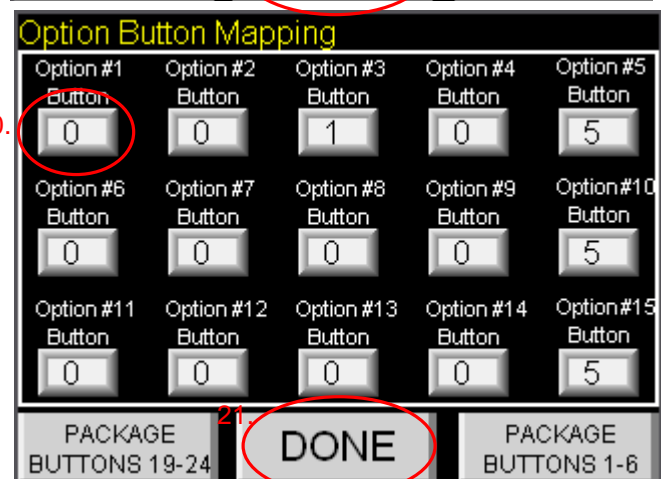 Option Button Mapping
Option #1 Option #2 Option #3 Option #4 Option #5
Button Button Button Button Button
0 0 1 0 5
Option #6 Option #7 Option #8 Option #9 Option#10
Button Button Button Button Button
0 0 0 0 5
Option #11 Option #12 Option #13 Option #14 Option#15
Button Button Button Button Button
0 0 0 0 5
21.
PACKAGE
BUTTONS 19-24
DONE
PACKAGE
BUTTONS 1-6